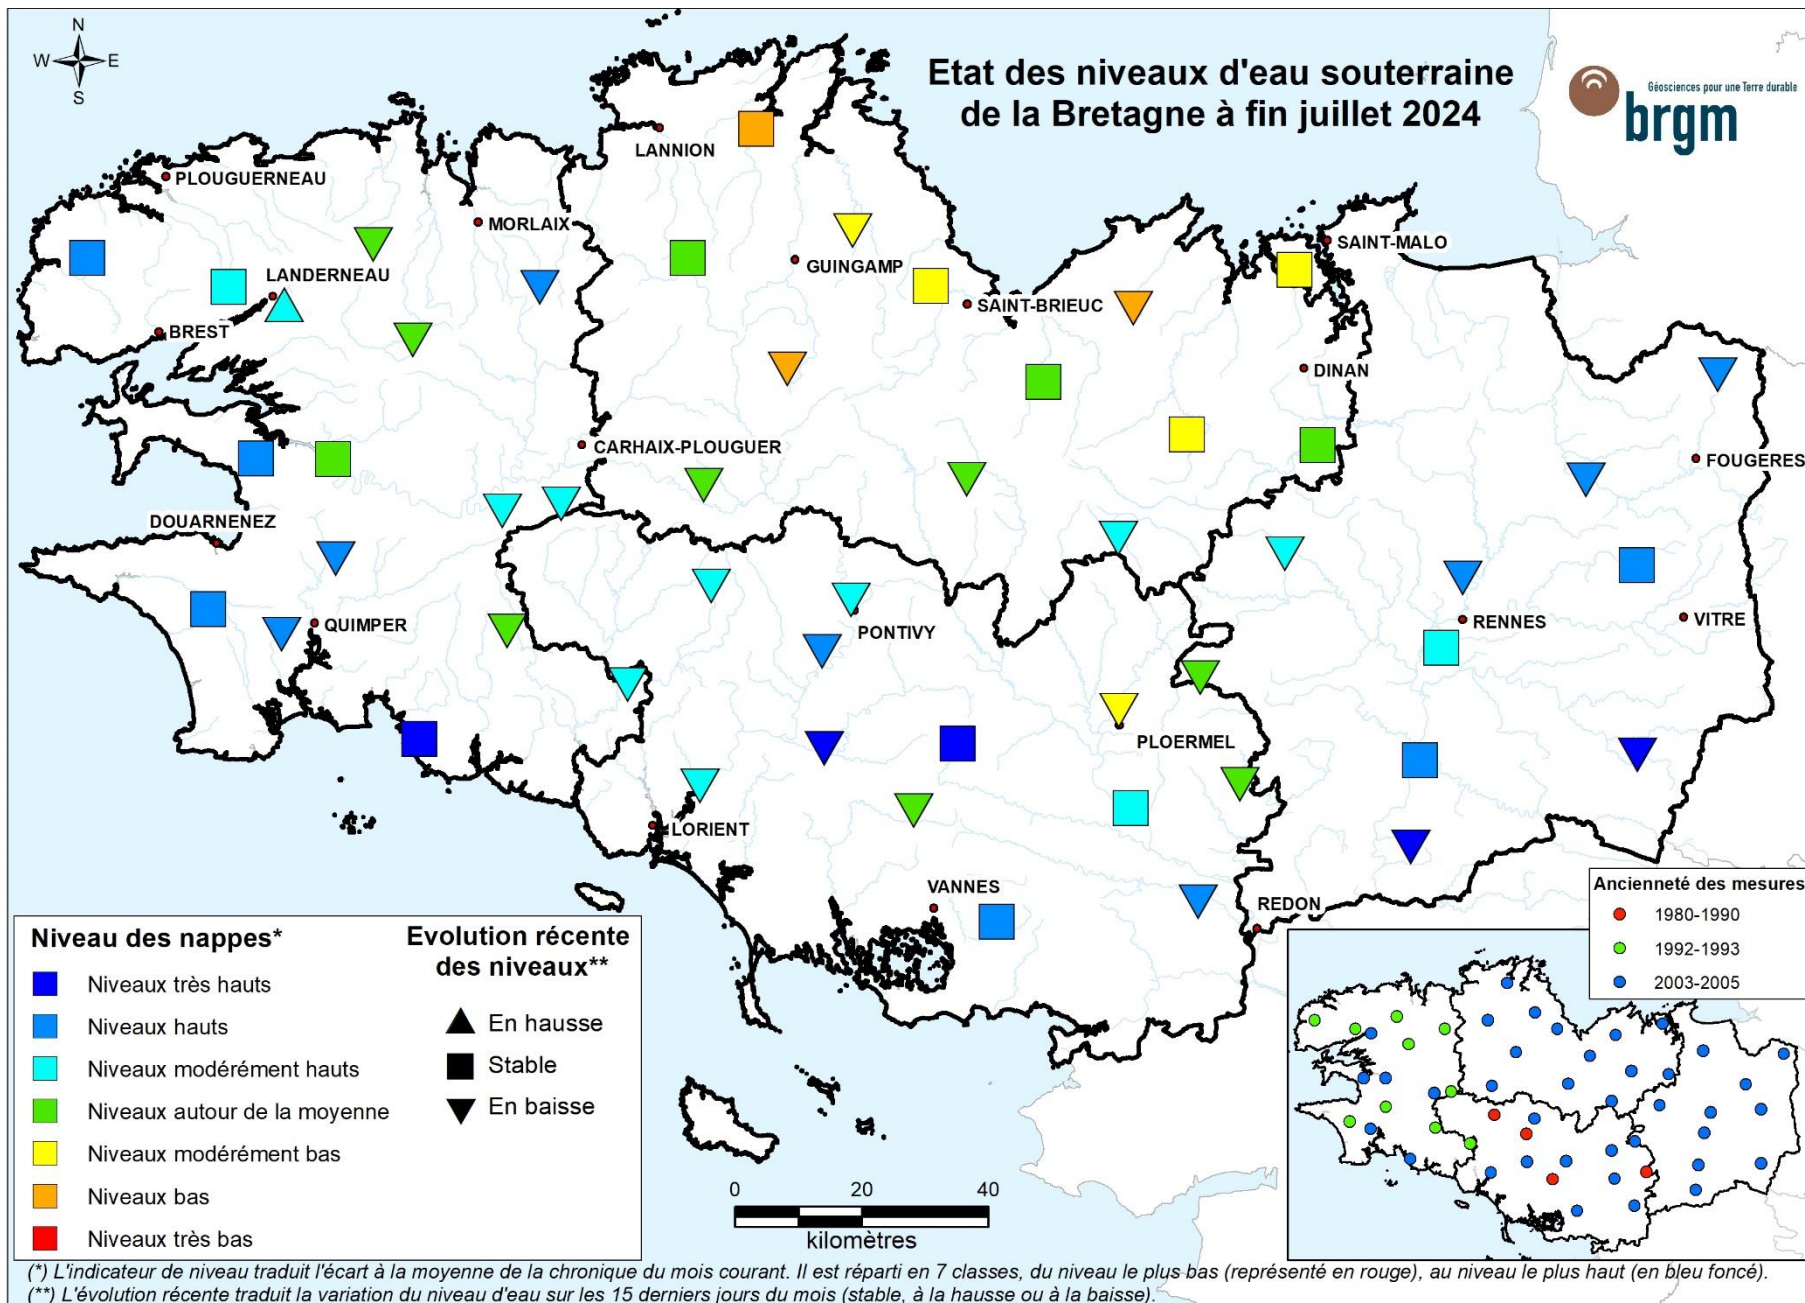 N
W E
S
Etat des niveaux d'eau souterraine
de la Bretagne à fin juillet 2024
Géosciences pour une Terre durable
brgm
LANNION
PLOUGUERNEAU
MORLAIX
SAINT-MALO
GUINGAMP
LANDERNEAU
SAINT-BRIEUC
BREST
DINAN
CARHAIX-PLOUGUER
FOUGERES
DOUARNENEZ
QUIMPER
PONTIVY
RENNES
VITRE
PLOERMEL
LORIENT
VANNES
REDON
Niveau des nappes*
Niveaux très hauts
Niveaux hauts
Niveaux modérément hauts
Niveaux autour de la moyenne
Niveaux modérément bas
Niveaux bas
Niveaux très bas
Evolution récente
des niveaux**
En hausse
Stable
En baisse
0 20 40
kilomètres
Ancienneté des mesures
1980-1990
1992-1993
2003-2005
(*) L'indicateur de niveau traduit l'écart à la moyenne de la chronique du mois courant. Il est réparti en 7 classes, du niveau le plus bas (représenté en rouge), au niveau le plus haut (en bleu foncé).
(**) L'évolution récente traduit la variation du niveau d'eau sur les 15 derniers jours du mois (stable, à la hausse ou à la baisse).